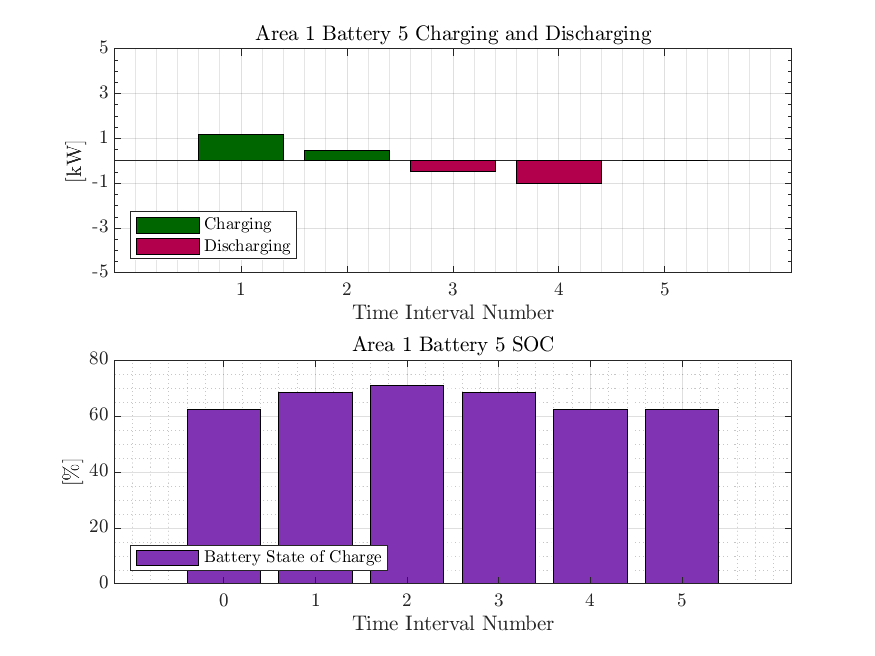 Area 1 Battery 5 Charging and Discharging
5
3
1
-1
-3
-5
[kW]
Charging
Discharging
1 2 3 4 5
Time Interval Number
Area 1 Battery 5 SOC
80
60
40
20
0
[%]
Battery State of Charge
0 1 2 3 4 5
Time Interval Number